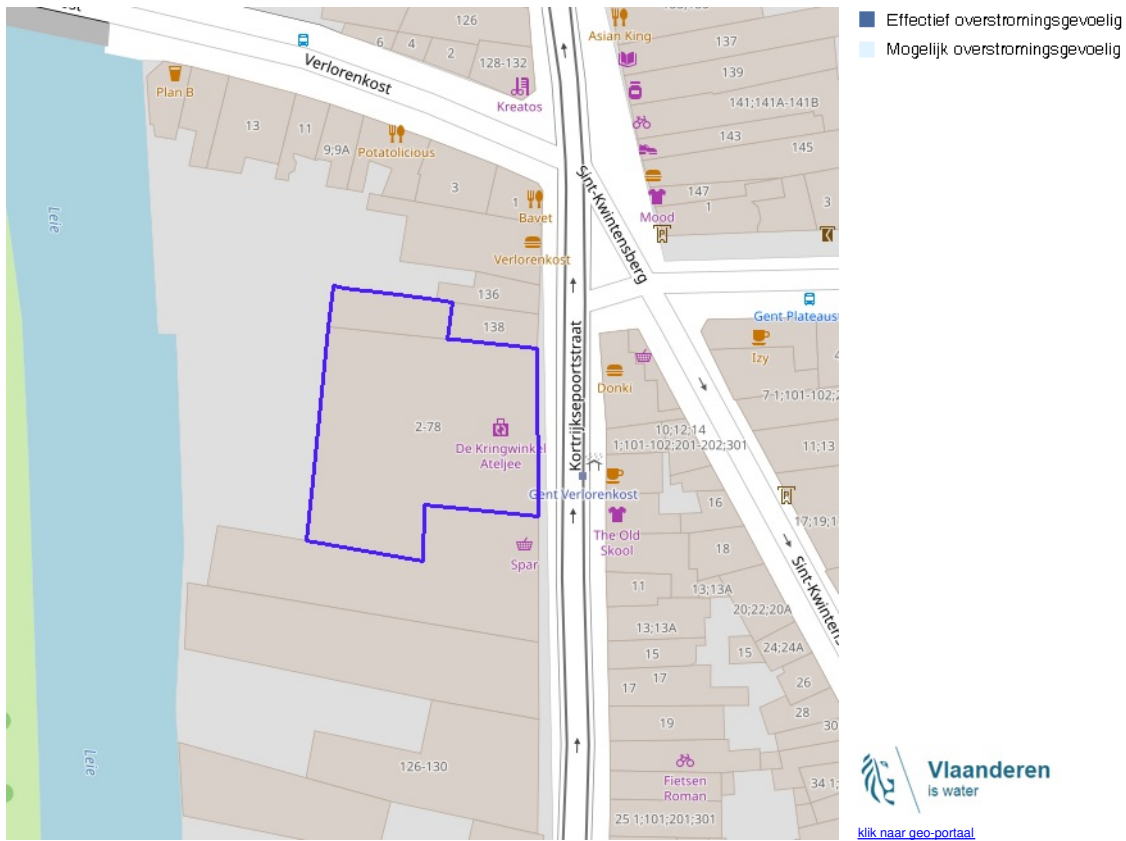 Effectief overstromingsgevoelig
Mogelijk overstromingsgevoelig
126
6
4
2
128-132
Kreatos
Verlorenkost
Plan B
13
11
9;9A
Potatolicious
3
1
Bavet
Verlorenkost
Asian King
137
139
141;141A-141B
143
145
147
1
3
Mood
Sint-Kwintensberg
Leie
136
138
Kortrijksepoortstraat
Gent Plateaust
Izy
Donki
7 1;101-102;2
2-78
De Kringwinkel
Ateljee
10;12;14
1;101-102;201-202;301
11;13
Gent Verlorenkost
16
17;19;1
The Old
Skool
Spar
18
Sint-Kwintens
11
13;13A
20;22;20A
13;13A
15
15
24;24A
17
17
26
28
19
30
Leie
126-130
Fietsen
Roman
34 1;
25 1;101;201;301
Vlaanderen
is water
klik naar geo-portaal